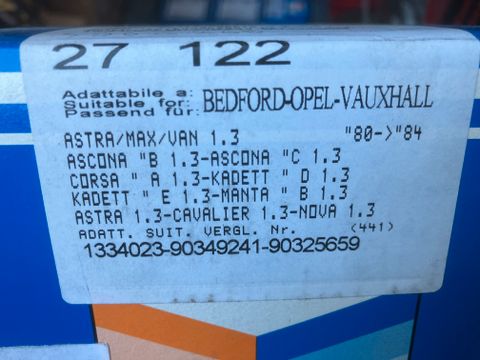 27 122
Adattabile a:
Suitable for: BEDFORD-OPEL-VAUXHALL
Passend für:
ASTRA/MAX/VAN 1.3 "80->"84
ASCONA "B 1.3-ASCONA "C 1.3
CORSA " A 1.3-KADETT " D 1.3
KADETT " E 1.3-MANTA " B 1.3
ASTRA 1.3-CAVALIER 1.3-NOVA 1.3
ADATT. SUIT. VERGL. Nr. (441)
1334023-90349241-90325659